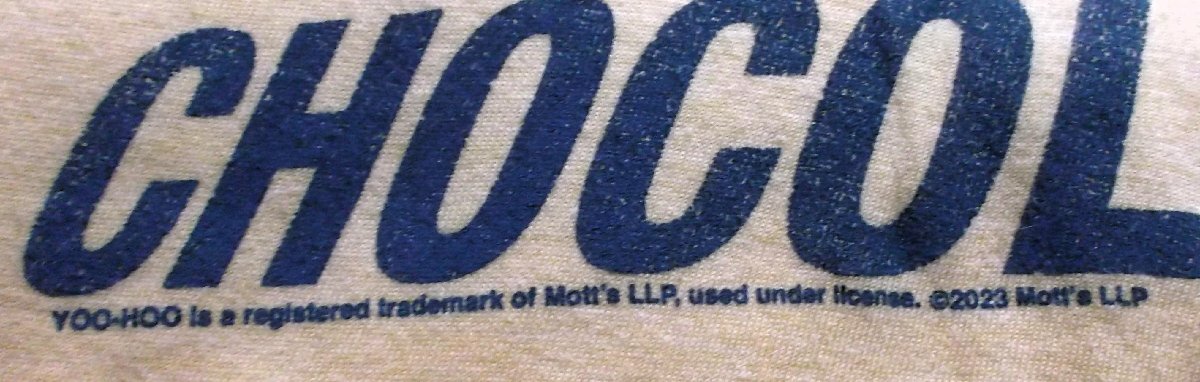 CHOCOL
YOO-HOO is a registered trademark of Mott's LLP, used under license. ©2023 Mott's LLP